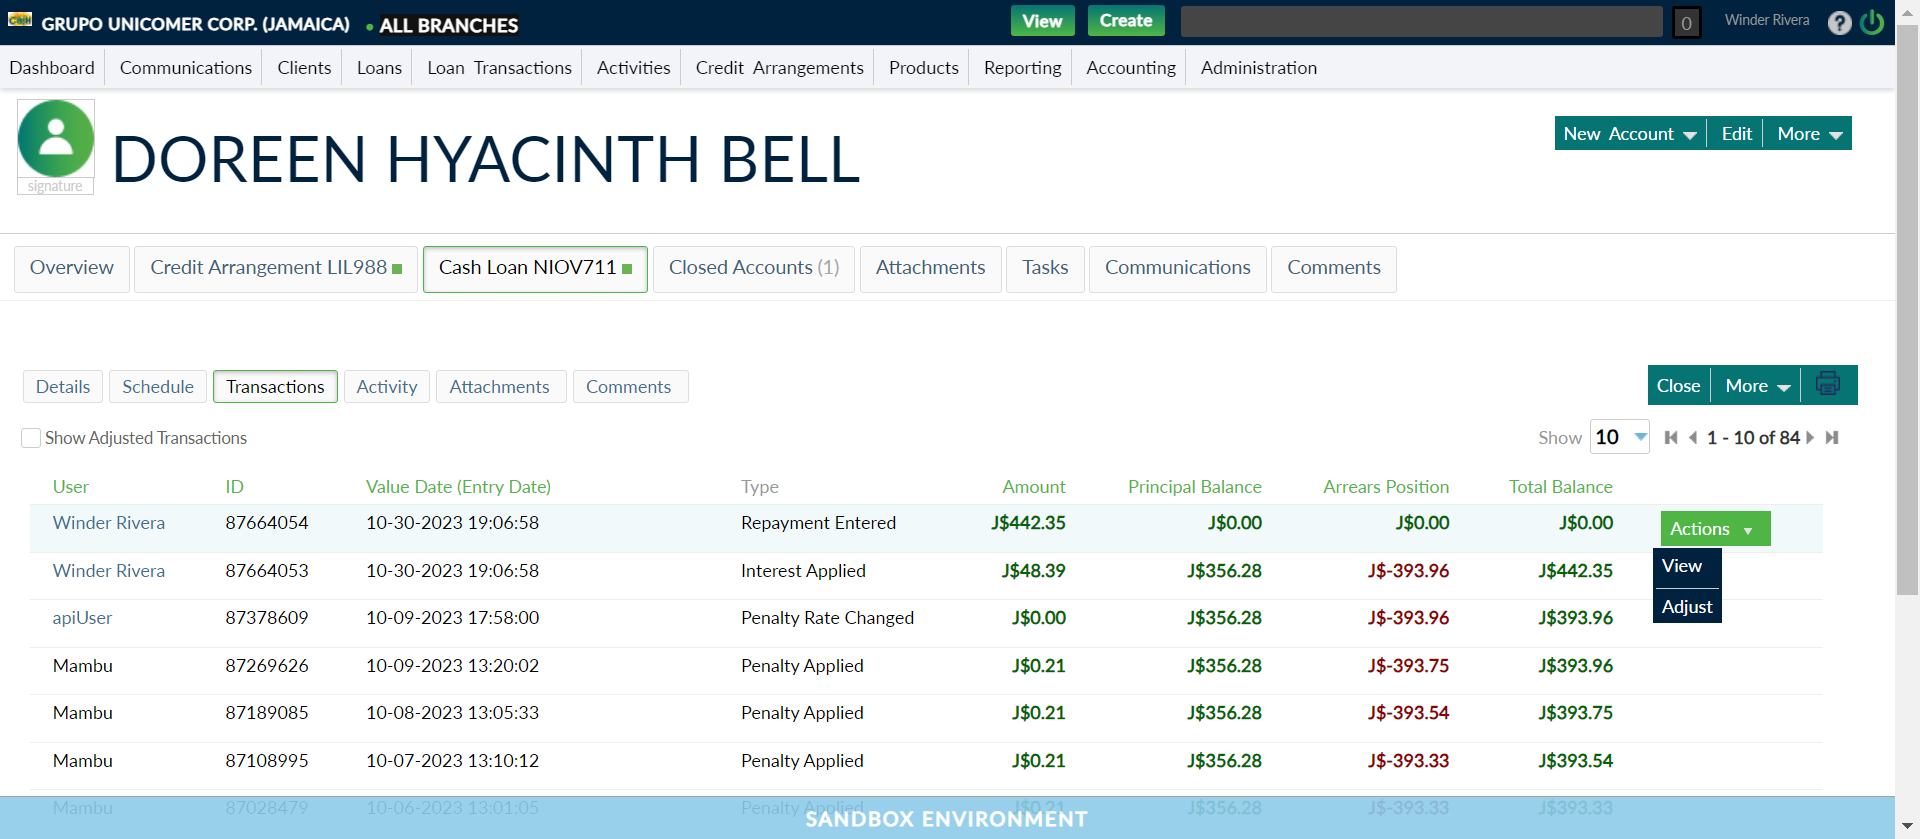 Cash GRUPO UNICOMER CORP. (JAMAICA) • ALL BRANCHES View Create 0 Winder Rivera ?
Dashboard Communications Clients Loans Loan Transactions Activities Credit Arrangements Products Reporting Accounting Administration
signature
DOREEN HYACINTH BELL
New Account Edit More
Overview Credit Arrangement LIL988 Cash Loan NIOV711 Closed Accounts (1) Attachments Tasks Communications Comments
Details Schedule Transactions Activity Attachments Comments Close More
Show Adjusted Transactions Show 10 1 - 10 of 84
User ID Value Date (Entry Date) Type Amount Principal Balance Arrears Position Total Balance
Winder Rivera 87664054 10-30-2023 19:06:58 Repayment Entered J$442.35 J$0.00 J$0.00 J$0.00 Actions
View
Winder Rivera 87664053 10-30-2023 19:06:58 Interest Applied J$48.39 J$356.28 J$-393.96 J$442.35
Adjust
apiUser 87378609 10-09-2023 17:58:00 Penalty Rate Changed J$0.00 J$356.28 J$-393.96 J$393.96
Mambu 87269626 10-09-2023 13:20:02 Penalty Applied J$0.21 J$356.28 J$-393.75 J$393.96
Mambu 87189085 10-08-2023 13:05:33 Penalty Applied J$0.21 J$356.28 J$-393.54 J$393.75
Mambu 87108995 10-07-2023 13:10:12 Penalty Applied J$0.21 J$356.28 J$-393.33 J$393.54
Mambu 87028479 10-06-2023 13:01:05 Penalty Applied J$0.21 J$356.28 J$-393.33 J$393.33
SANDBOX ENVIRONMENT